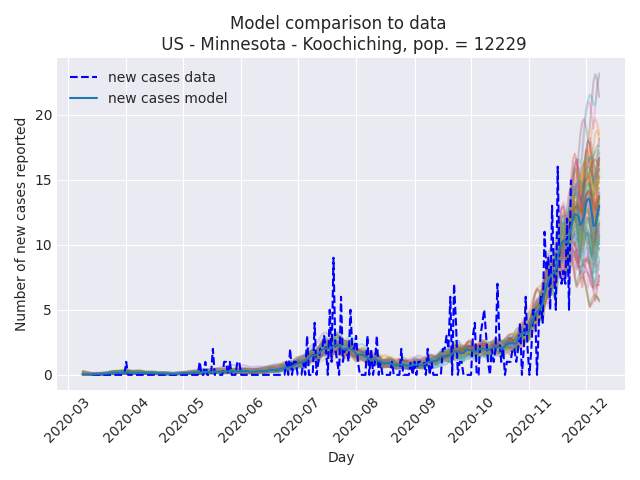 Model comparison to data
US - Minnesota - Koochiching, pop. = 12229
new cases data
new cases model
Number of new cases reported
20
15
10
5
0
2020-03
2020-04
2020-05
2020-06
2020-07
2020-08
2020-09
2020-10
2020-11
2020-12
Day